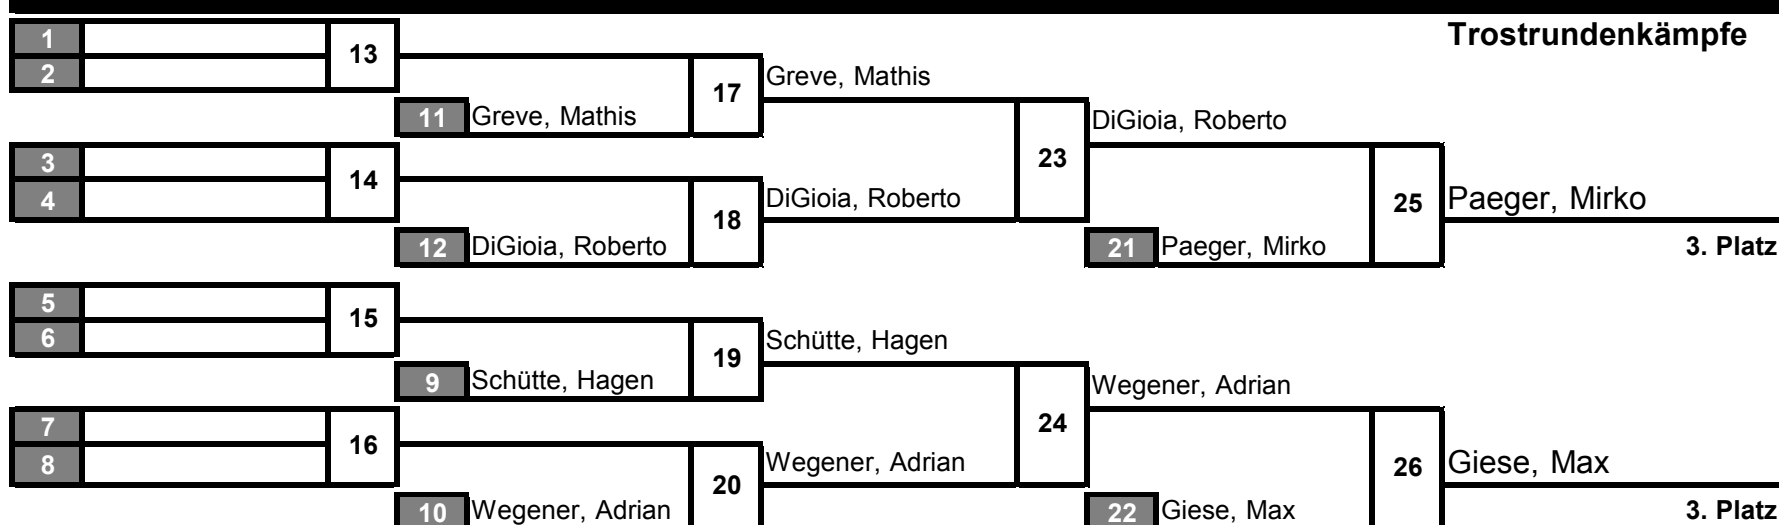 Trostrundenkämpfe
1
13
2
17
Greve, Mathis
11 Greve, Mathis
DiGioia, Roberto
3
14
23
4
18
DiGioia, Roberto
25
Paeger, Mirko
12 DiGioia, Roberto
21 Paeger, Mirko
3. Platz
5
15
6
19
Schütte, Hagen
9 Schütte, Hagen
Wegener, Adrian
7
16
24
8
20
Wegener, Adrian
26
Giese, Max
10 Wegener, Adrian
22 Giese, Max
3. Platz